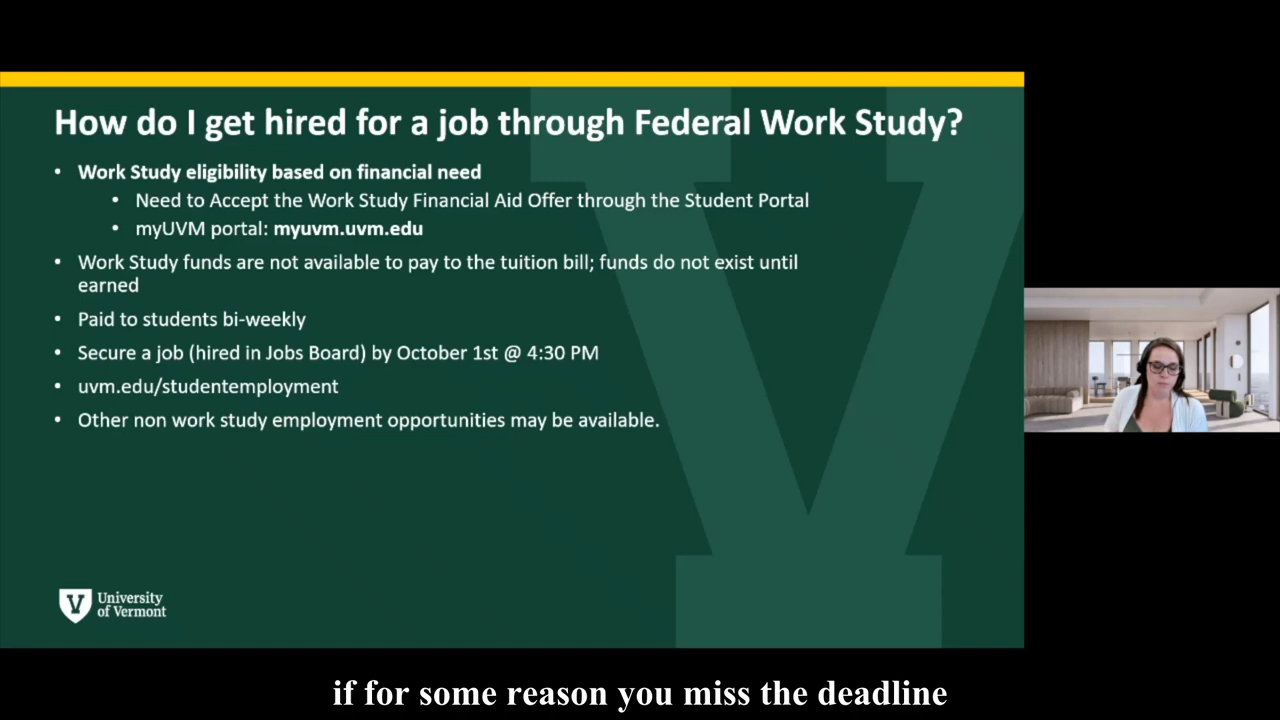 How do I get hired for a job through Federal Work Study?
• Work Study eligibility based on financial need
• Need to Accept the Work Study Financial Aid Offer through the Student Portal
• myUVM portal: myuvm.uvm.edu
• Work Study funds are not available to pay to the tuition bill; funds do not exist until
earned
• Paid to students bi-weekly
• Secure a job (hired in Jobs Board) by October 1st @ 4:30 PM
• uvm.edu/studentemployment
• Other non work study employment opportunities may be available.
V
University
of Vermont
if for some reason you miss the deadline